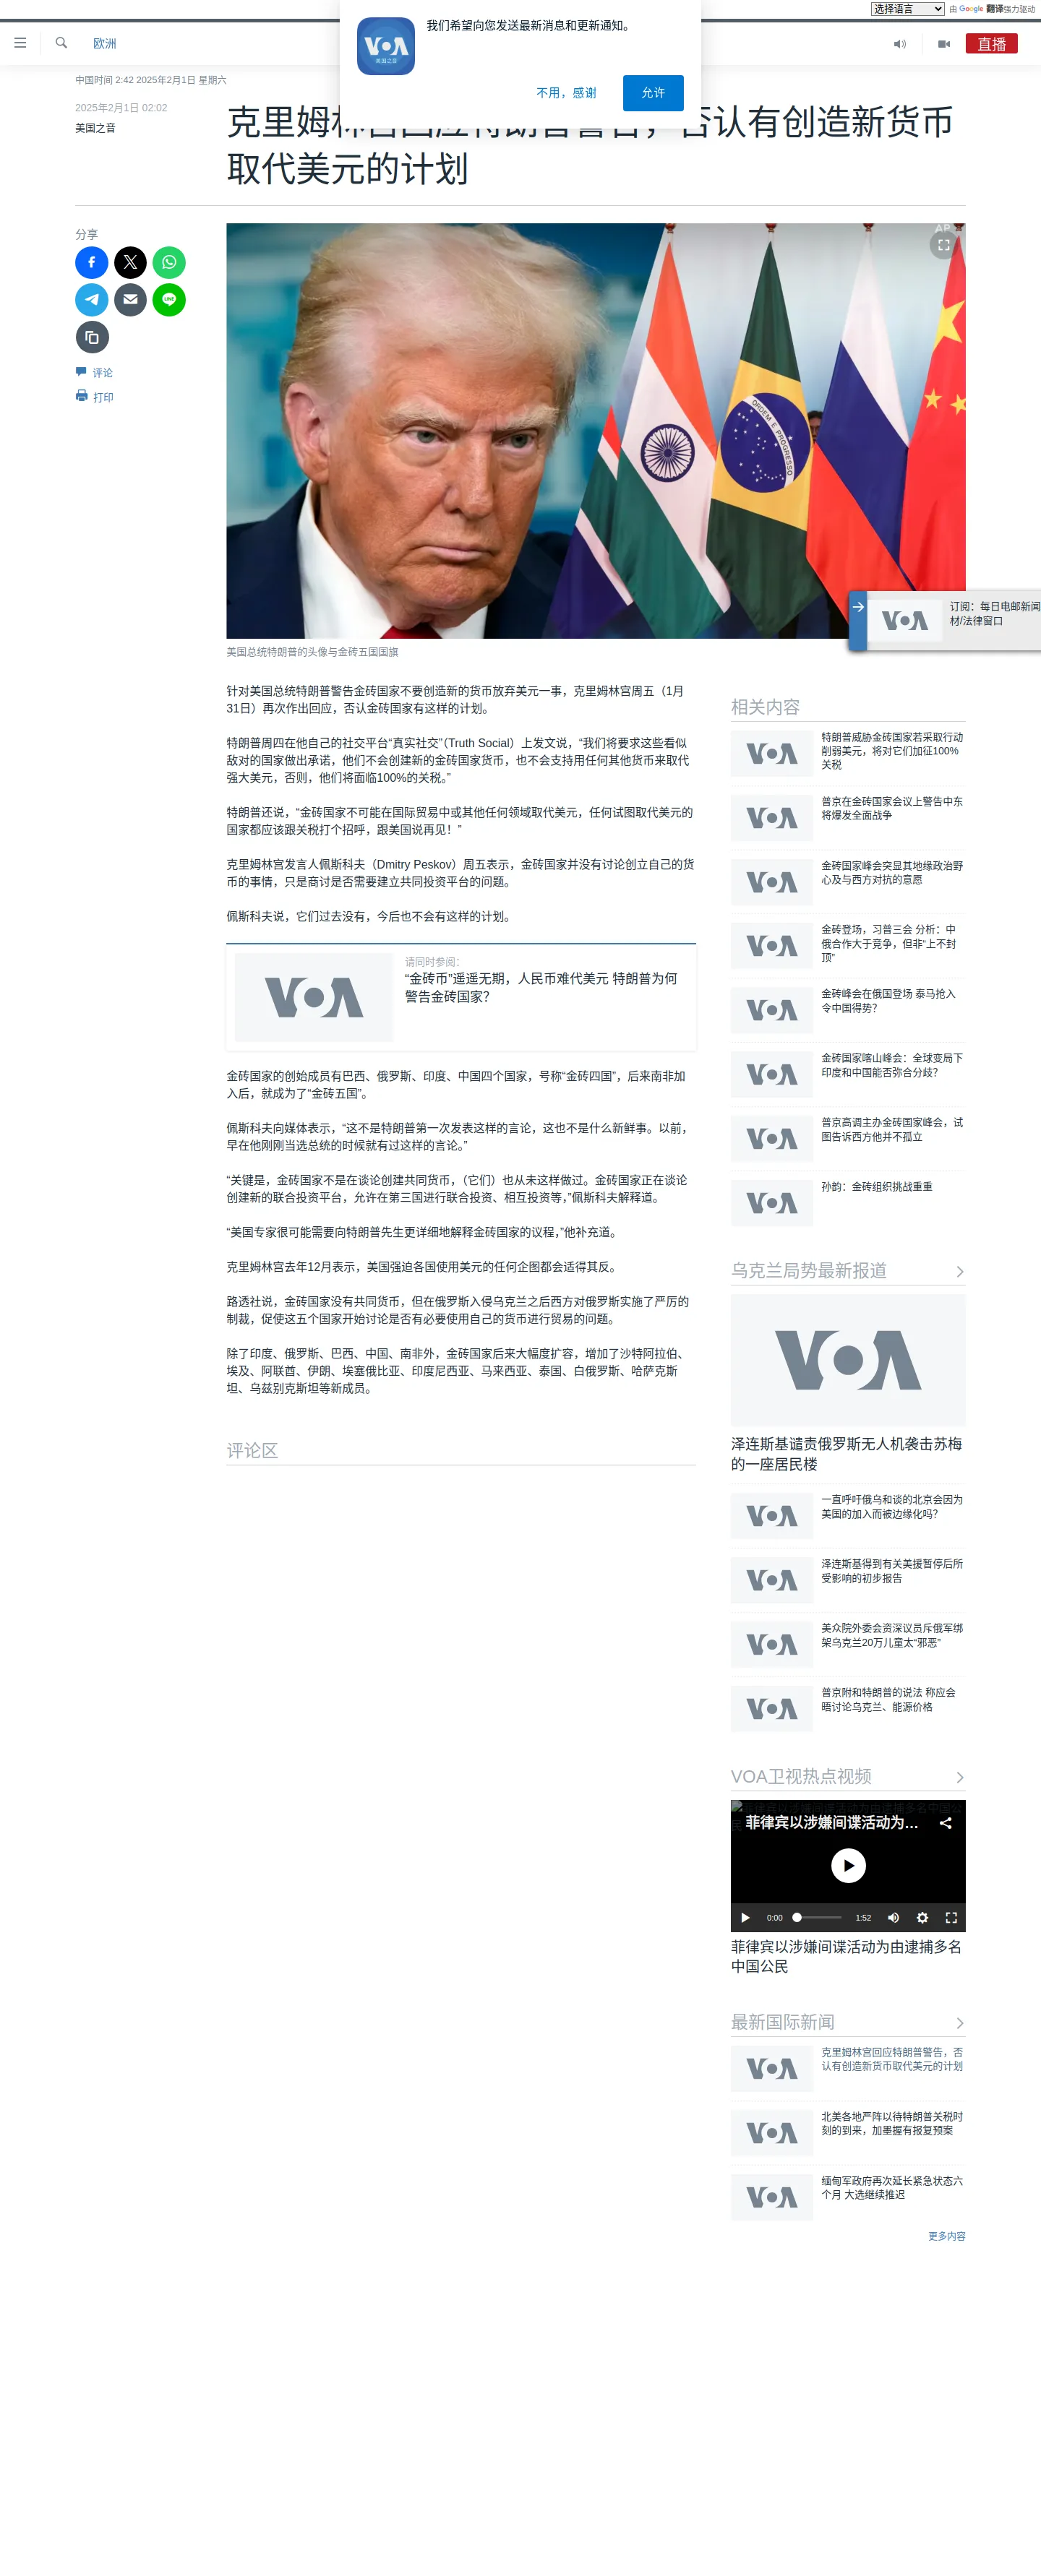 选择语言
由 Google 翻译强力驱动
我们希望向您发送最新消息和更新通知。
VOA
美国之音
不用，感谢
允许
欧洲
直播
中国时间 2:42 2025年2月1日 星期六
2025年2月1日 02:02
美国之音
克里姆林宫回应特朗普警告，否认有创造新货币
取代美元的计划
分享
评论
打印
AP
ORDEM E PROGRESSO
美国总统特朗普的头像与金砖五国国旗
VOA
订阅：每日电邮新闻
材/法律窗口
针对美国总统特朗普警告金砖国家不要创造新的货币放弃美元一事，克里姆林宫周五（1月
31日）再次作出回应，否认金砖国家有这样的计划。
特朗普周四在他自己的社交平台“真实社交”（Truth Social）上发文说，“我们将要求这些看似
敌对的国家做出承诺，他们不会创建新的金砖国家货币，也不会支持用任何其他货币来取代
强大美元，否则，他们将面临100%的关税。”
特朗普还说，“金砖国家不可能在国际贸易中或其他任何领域取代美元，任何试图取代美元的
国家都应该跟关税打个招呼，跟美国说再见！”
克里姆林宫发言人佩斯科夫（Dmitry Peskov）周五表示，金砖国家并没有讨论创立自己的货
币的事情，只是商讨是否需要建立共同投资平台的问题。
佩斯科夫说，它们过去没有，今后也不会有这样的计划。
VOA
请同时参阅：
“金砖币”遥遥无期，人民币难代美元 特朗普为何
警告金砖国家？
金砖国家的创始成员有巴西、俄罗斯、印度、中国四个国家，号称“金砖四国”，后来南非加
入后，就成为了“金砖五国”。
佩斯科夫向媒体表示，“这不是特朗普第一次发表这样的言论，这也不是什么新鲜事。以前，
早在他刚刚当选总统的时候就有过这样的言论。”
“关键是，金砖国家不是在谈论创建共同货币，（它们）也从未这样做过。金砖国家正在谈论
创建新的联合投资平台，允许在第三国进行联合投资、相互投资等，”佩斯科夫解释道。
“美国专家很可能需要向特朗普先生更详细地解释金砖国家的议程，”他补充道。
克里姆林宫去年12月表示，美国强迫各国使用美元的任何企图都会适得其反。
路透社说，金砖国家没有共同货币，但在俄罗斯入侵乌克兰之后西方对俄罗斯实施了严厉的
制裁，促使这五个国家开始讨论是否有必要使用自己的货币进行贸易的问题。
除了印度、俄罗斯、巴西、中国、南非外，金砖国家后来大幅度扩容，增加了沙特阿拉伯、
埃及、阿联酋、伊朗、埃塞俄比亚、印度尼西亚、马来西亚、泰国、白俄罗斯、哈萨克斯
坦、乌兹别克斯坦等新成员。
评论区
相关内容
VOA
特朗普威胁金砖国家若采取行动
削弱美元，将对它们加征100%
关税
VOA
普京在金砖国家会议上警告中东
将爆发全面战争
VOA
金砖国家峰会突显其地缘政治野
心及与西方对抗的意愿
VOA
金砖登场，习普三会 分析：中
俄合作大于竞争，但非“上不封
顶”
VOA
金砖峰会在俄国登场 泰马抢入
令中国得势？
VOA
金砖国家喀山峰会：全球变局下
印度和中国能否弥合分歧？
VOA
普京高调主办金砖国家峰会，试
图告诉西方他并不孤立
VOA
孙韵：金砖组织挑战重重
乌克兰局势最新报道
VOA
泽连斯基谴责俄罗斯无人机袭击苏梅
的一座居民楼
VOA
一直呼吁俄乌和谈的北京会因为
美国的加入而被边缘化吗？
VOA
泽连斯基得到有关美援暂停后所
受影响的初步报告
VOA
美众院外委会资深议员斥俄军绑
架乌克兰20万儿童太“邪恶”
VOA
普京附和特朗普的说法 称应会
晤讨论乌克兰、能源价格
VOA卫视热点视频
菲律宾以涉嫌间谍活动为由逮捕多名中国公
民
菲律宾以涉嫌间谍活动为…
0:00
1:52
菲律宾以涉嫌间谍活动为由逮捕多名
中国公民
最新国际新闻
VOA
克里姆林宫回应特朗普警告，否
认有创造新货币取代美元的计划
VOA
北美各地严阵以待特朗普关税时
刻的到来，加墨握有报复预案
VOA
缅甸军政府再次延长紧急状态六
个月 大选继续推迟
更多内容